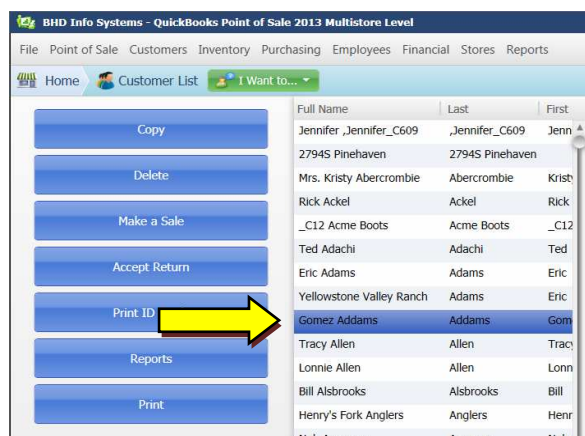 BHD Info Systems - QuickBooks Point of Sale 2013 Multistore Level
File Point of Sale Customers Inventory Purchasing Employees Financial Stores Reports
Home Customer List I Want to...
Copy
Delete
Make a Sale
Accept Return
Print ID
Reports
Print
Full Name Last First
Jennifer ,Jennifer_C609 ,Jennifer_C609 Jenn
2794S Pinehaven 2794S Pinehaven
Mrs. Kristy Abercrombie Abercrombie Kristy
Rick Ackel Ackel Rick
_C12 Acme Boots Acme Boots _C12
Ted Adachi Adachi Ted
Eric Adams Adams Eric
Yellowstone Valley Ranch Adams Eric
Gomez Addams Addams Gom
Tracy Allen Allen Tracy
Lonnie Allen Allen Lonn
Bill Alsbrooks Alsbrooks Bill
Henry's Fork Anglers Anglers Henr